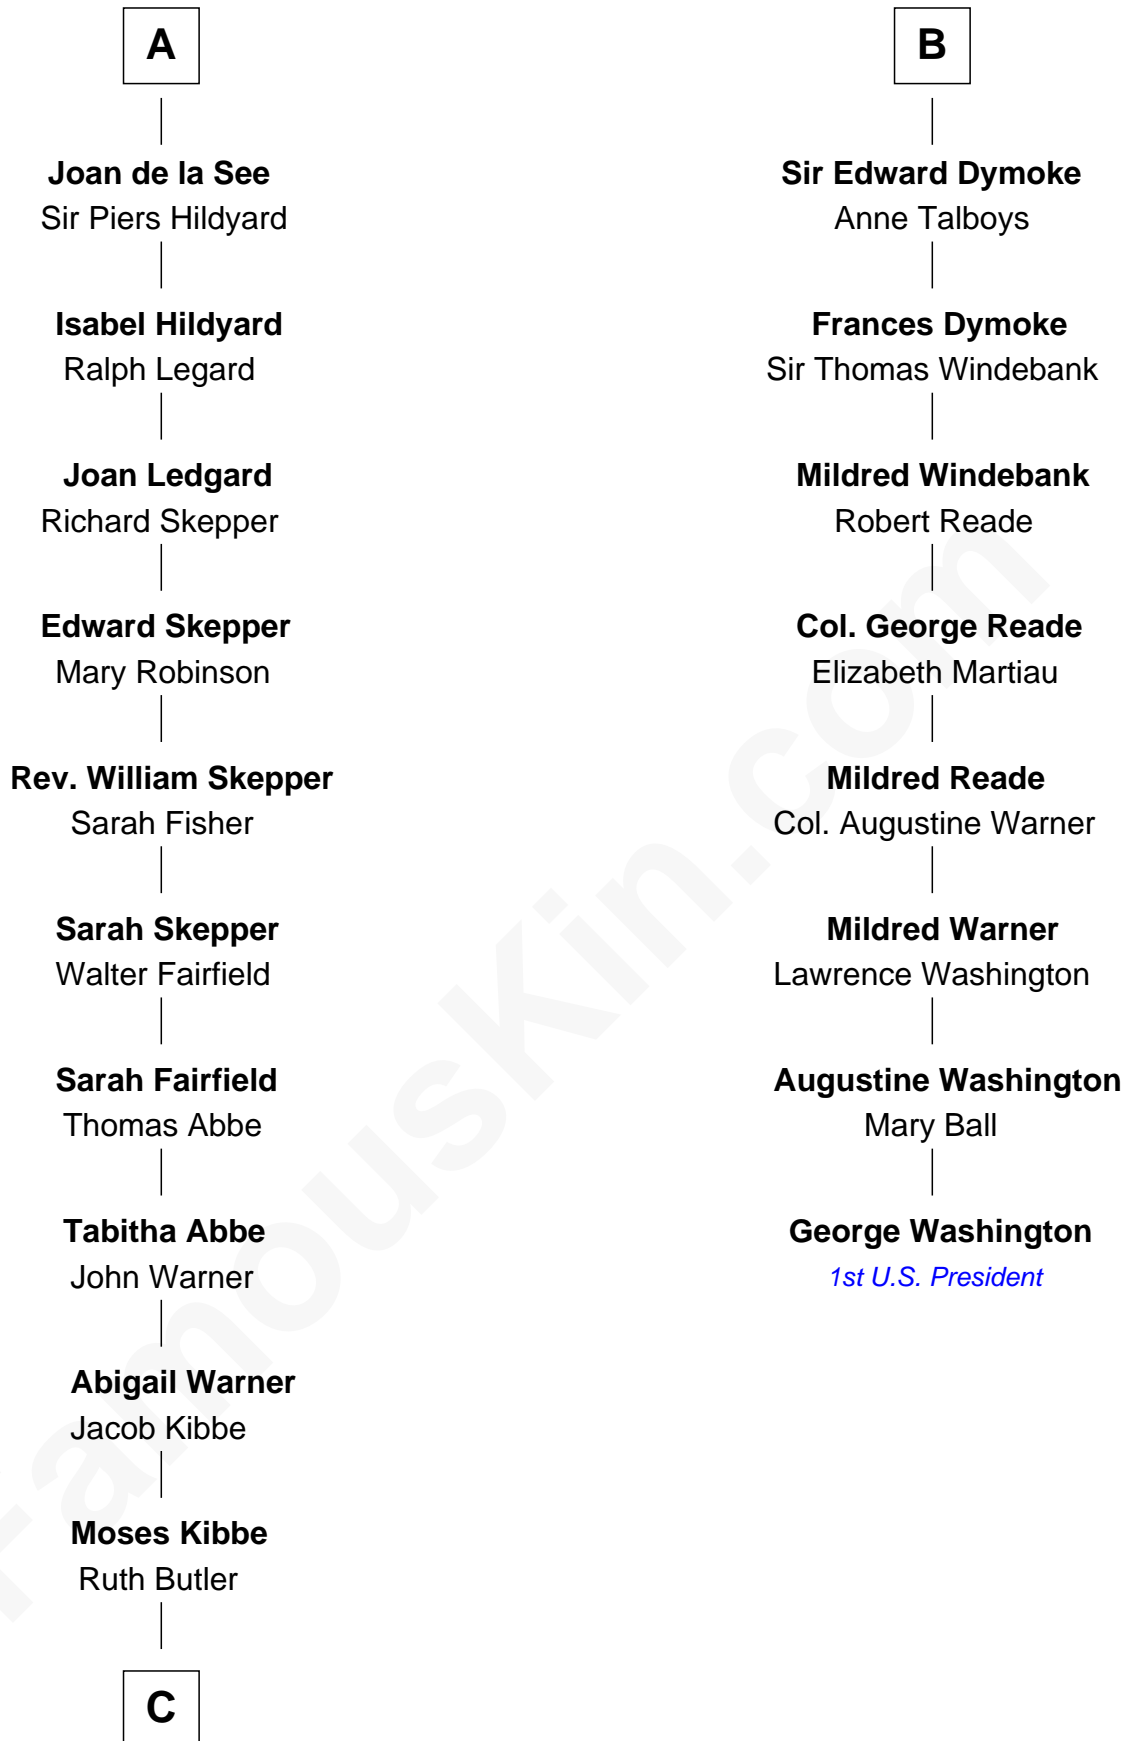 A
Joan de la See
Sir Piers Hildyard
Isabel Hildyard
Ralph Legard
Joan Ledgard
Richard Skepper
Edward Skepper
Mary Robinson
Rev. William Skepper
Sarah Fisher
Sarah Skepper
Walter Fairfield
Sarah Fairfield
Thomas Abbe
Tabitha Abbe
John Warner
Abigail Warner
Jacob Kibbe
Moses Kibbe
Ruth Butler
C
B
Sir Edward Dymoke
Anne Talboys
Frances Dymoke
Sir Thomas Windebank
Mildred Windebank
Robert Reade
Col. George Reade
Elizabeth Martiau
Mildred Reade
Col. Augustine Warner
Mildred Warner
Lawrence Washington
Augustine Washington
Mary Ball
George Washington
1st U.S. President
FamousKin.com